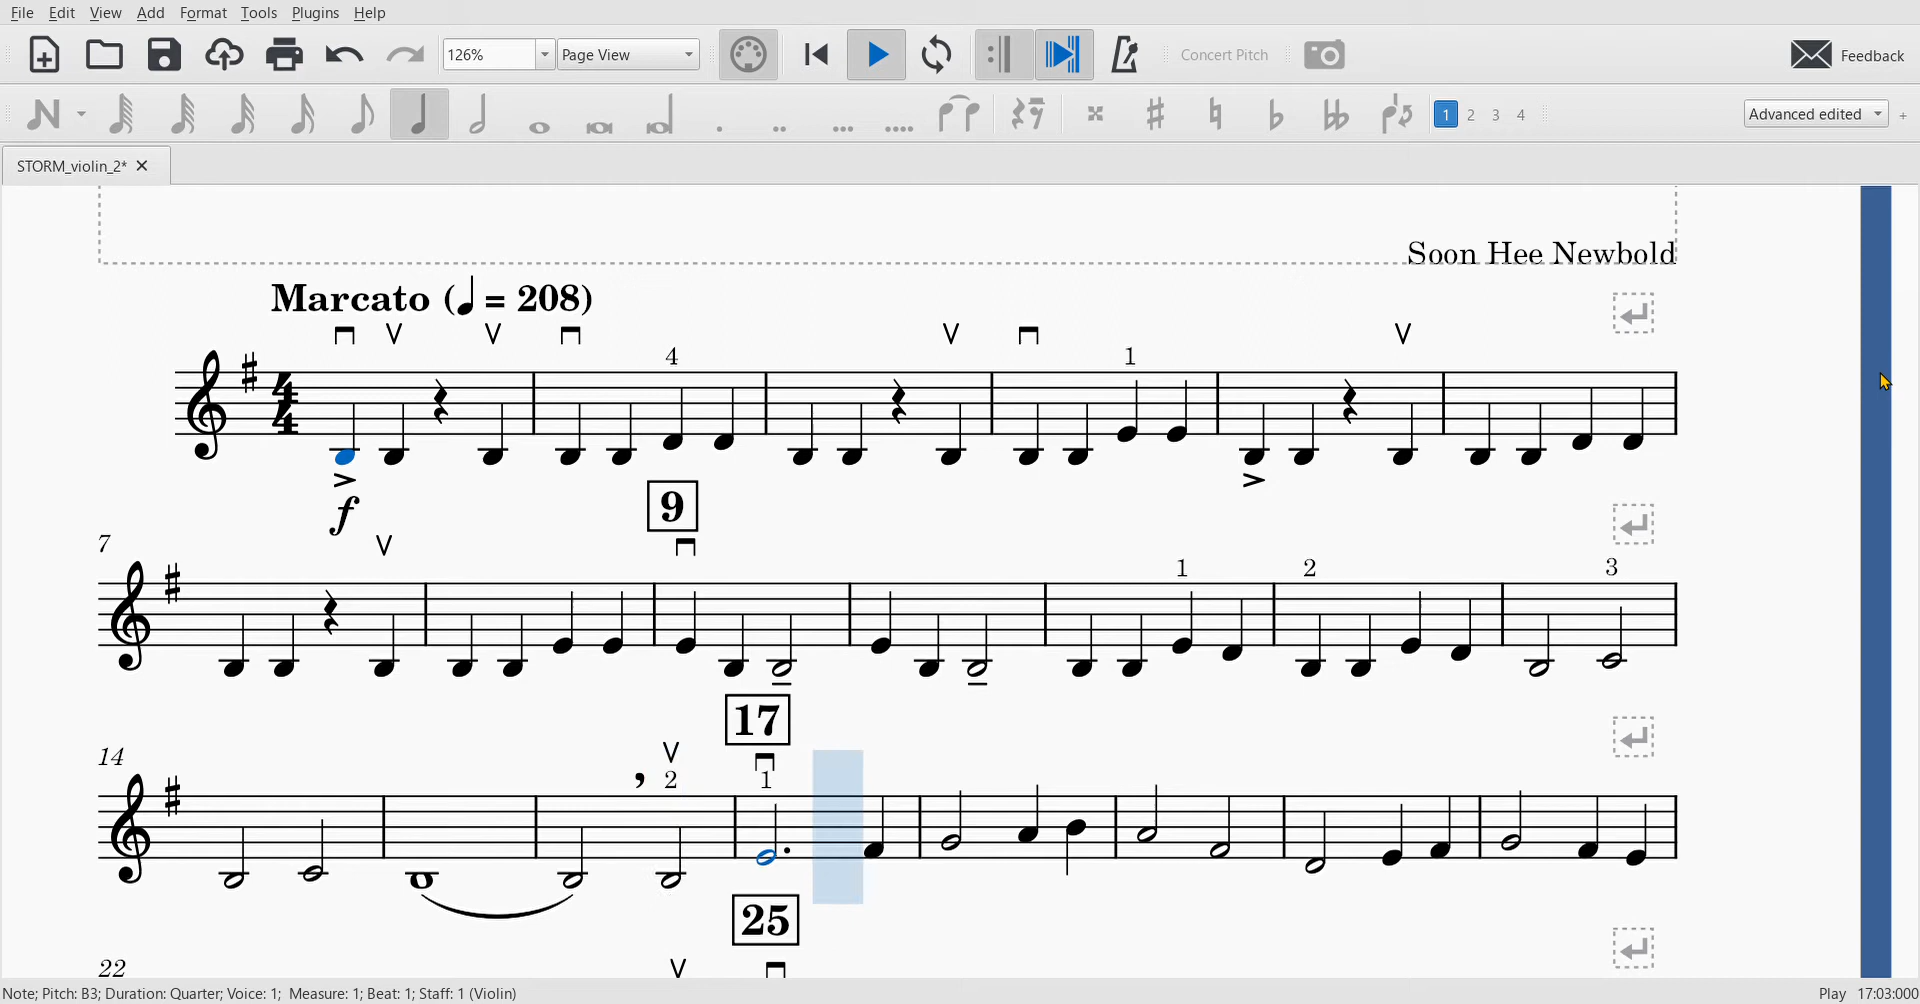 File Edit View Add Format Tools Plugins Help
126% Page View Concert Pitch Feedback
1 2 3 4 Advanced edited +
STORM_violin_2*
Soon Hee Newbold
Marcato (♩ = 208)
4 1
4
4
f
9
7
1 2 3
17
14
2 1
25
22
Note; Pitch: B3; Duration: Quarter; Voice: 1; Measure: 1; Beat: 1; Staff: 1 (Violin) Play 17:03:000